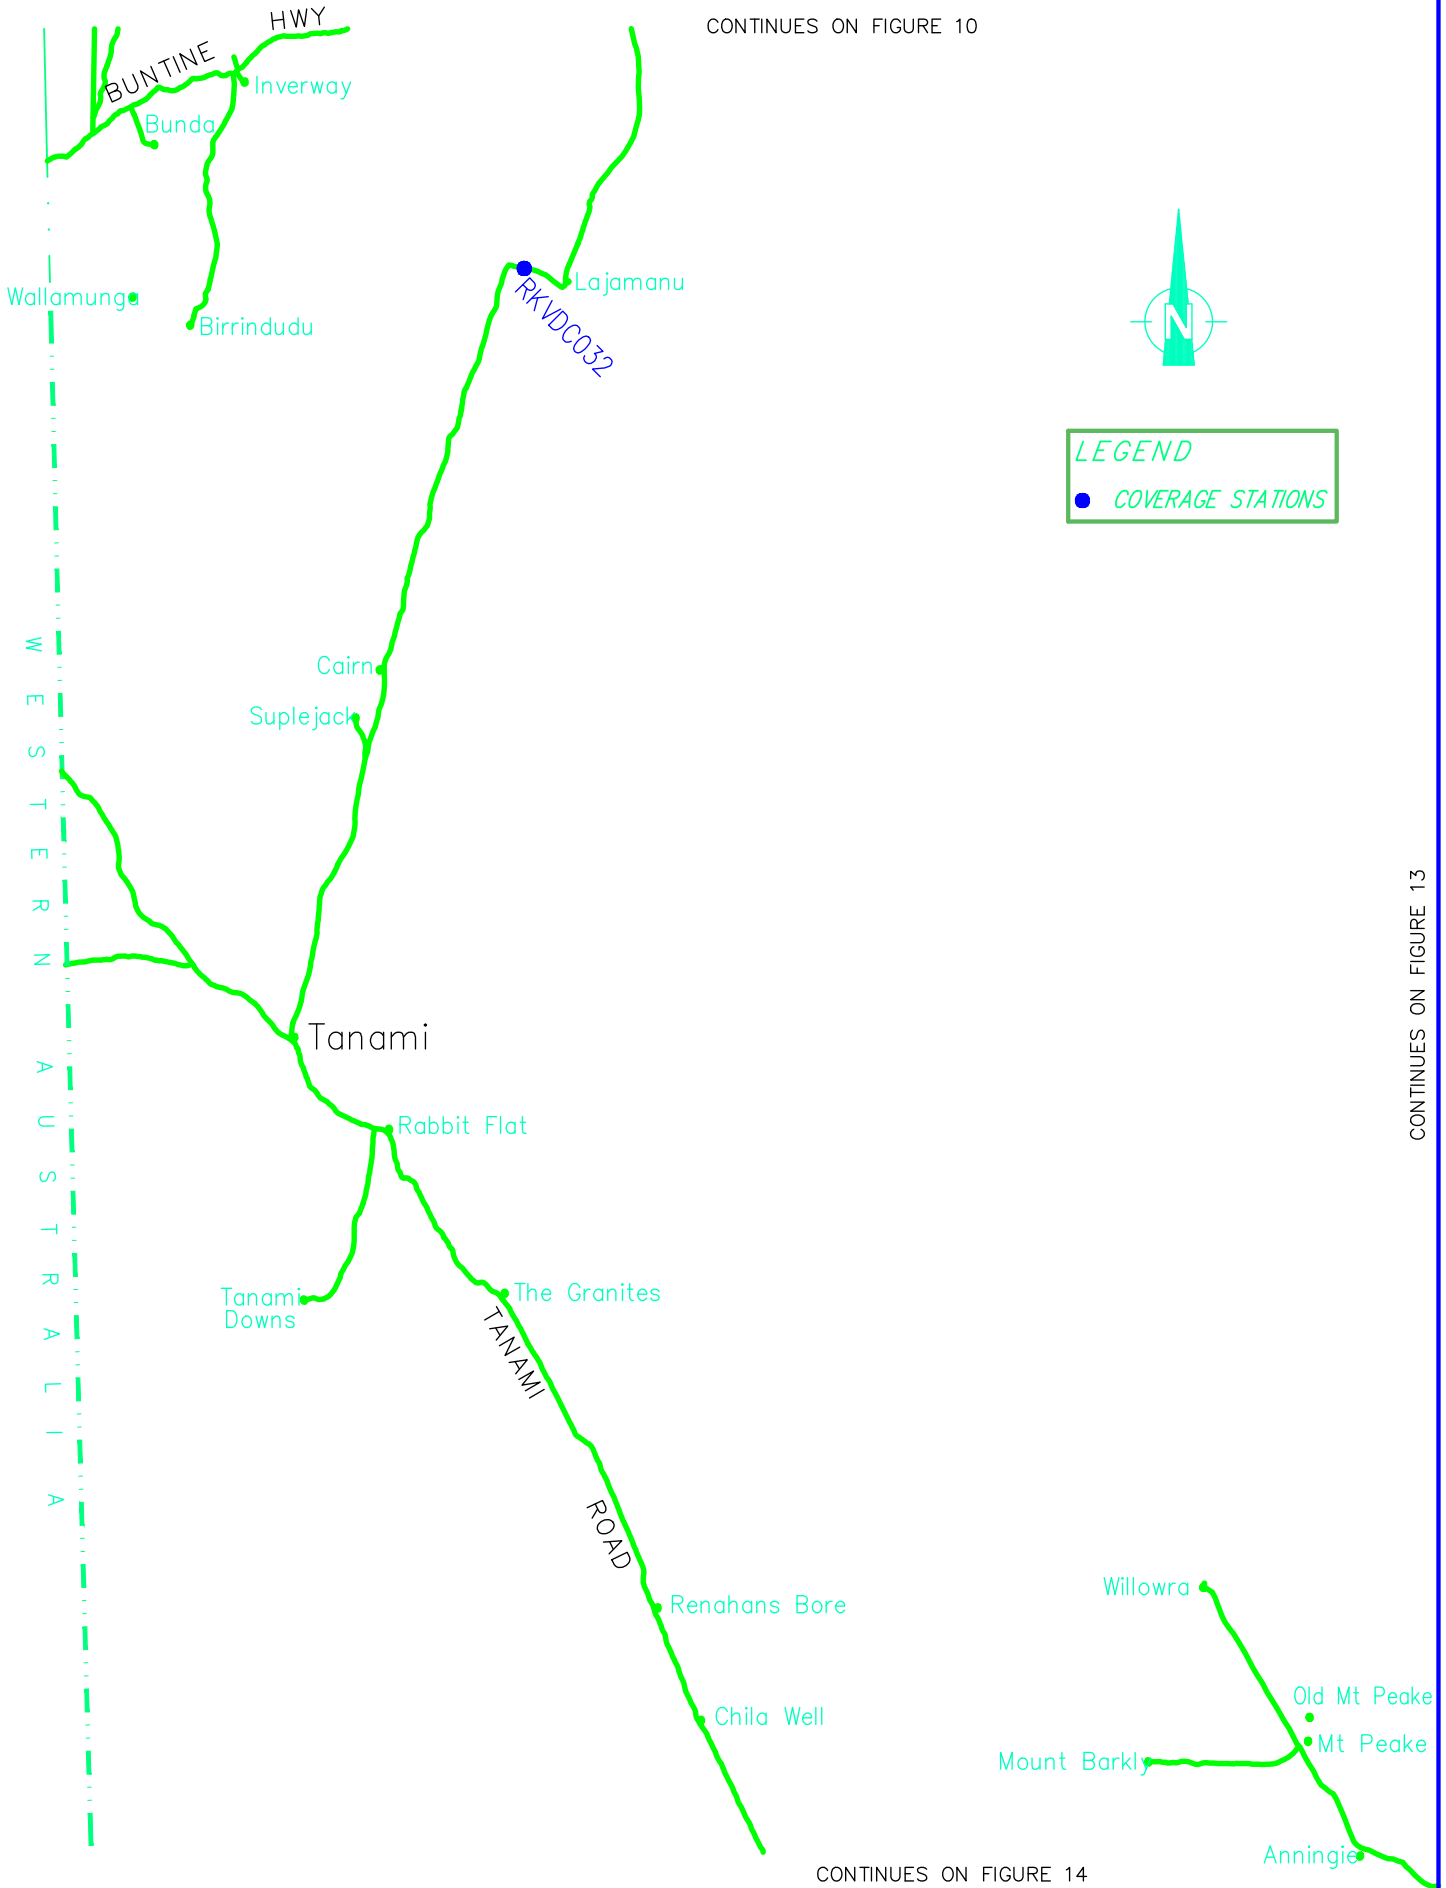 CONTINUES ON FIGURE 10
BUNTINE HWY
Inverway
Bunda
Wallamunga
Birrindudu
Lajamanu
RKVDC032
N
LEGEND
COVERAGE STATIONS
Cairn
Suplejack
WESTERN AUSTRALIA
CONTINUES ON FIGURE 13
Tanami
Rabbit Flat
Tanami
Downs
The Granites
TANAMI ROAD
Willowra
Renahans Bore
Old Mt Peake
Chila Well
Mt Peake
Mount Barkly
Anningie
CONTINUES ON FIGURE 14